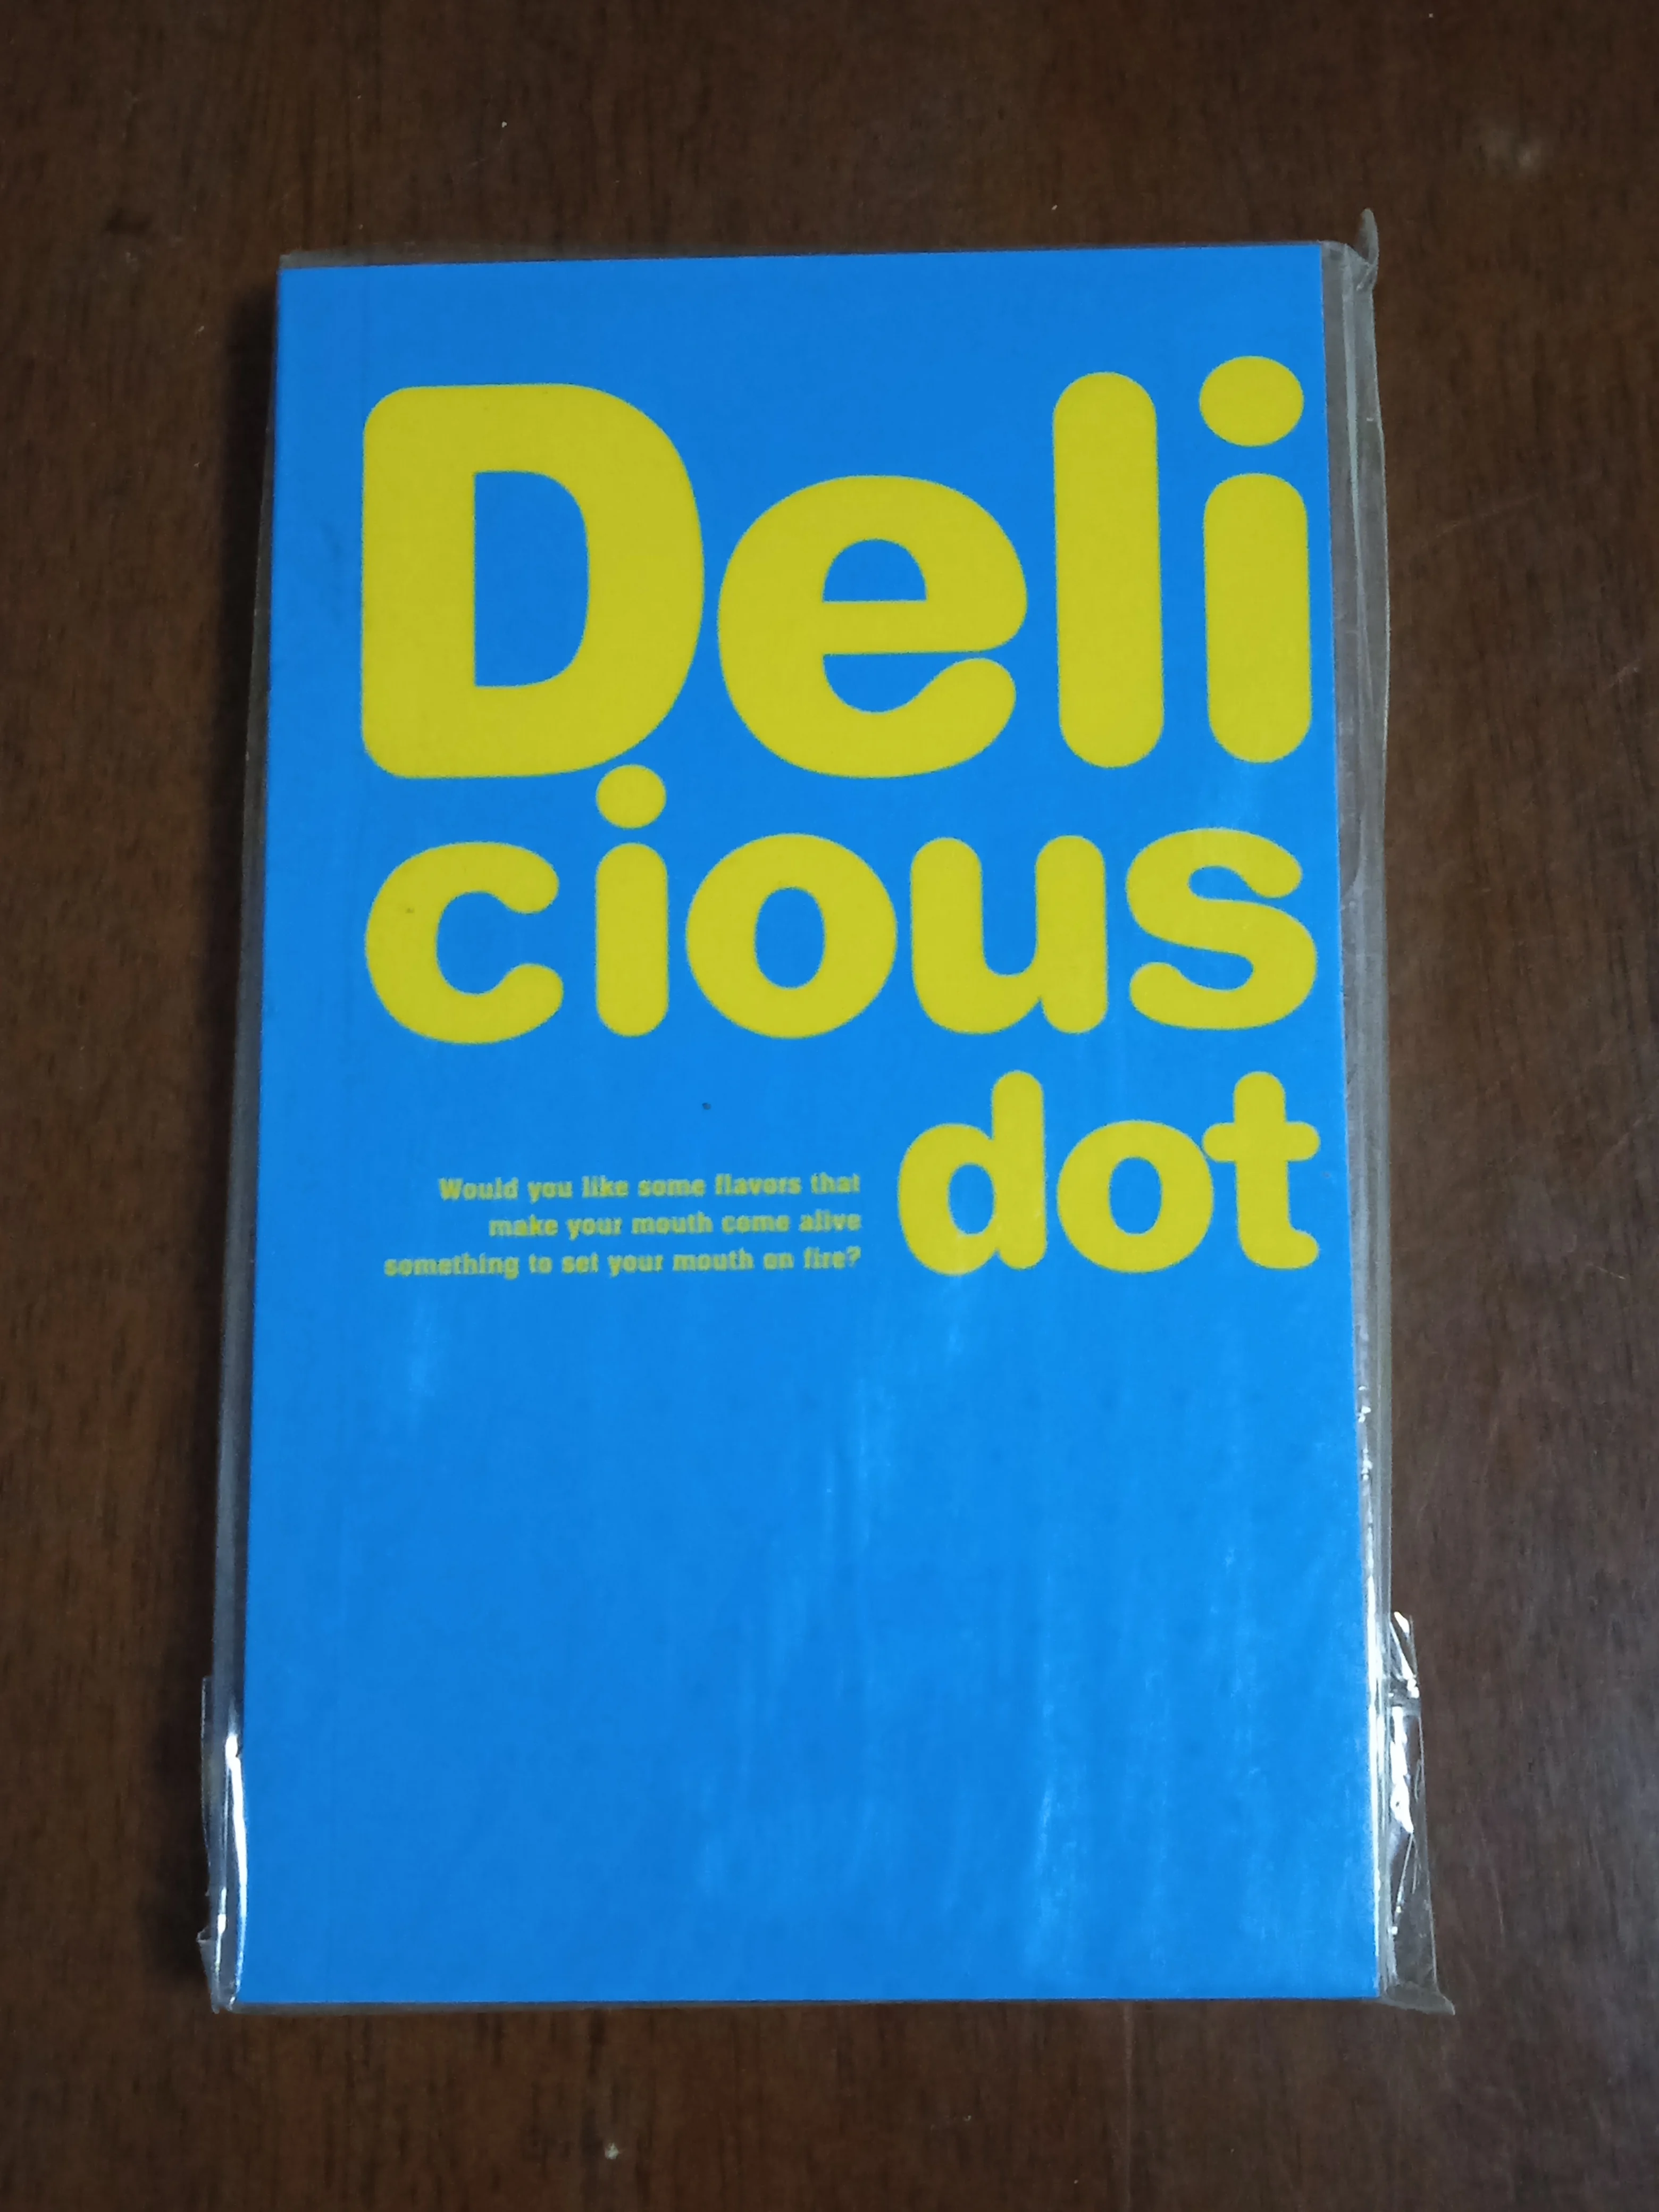 Deli
cious
dot
Would you like some flavors that
make your mouth come alive
something to set your mouth on fire?